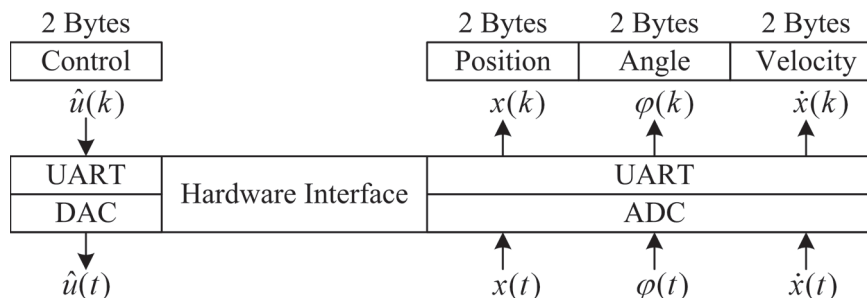 2 Bytes 2 Bytes 2 Bytes 2 Bytes
Control Position Angle Velocity
û(k) x(k) φ(k) ẋ(k)
UART Hardware Interface UART
DAC ADC
û(t) x(t) φ(t) ẋ(t)